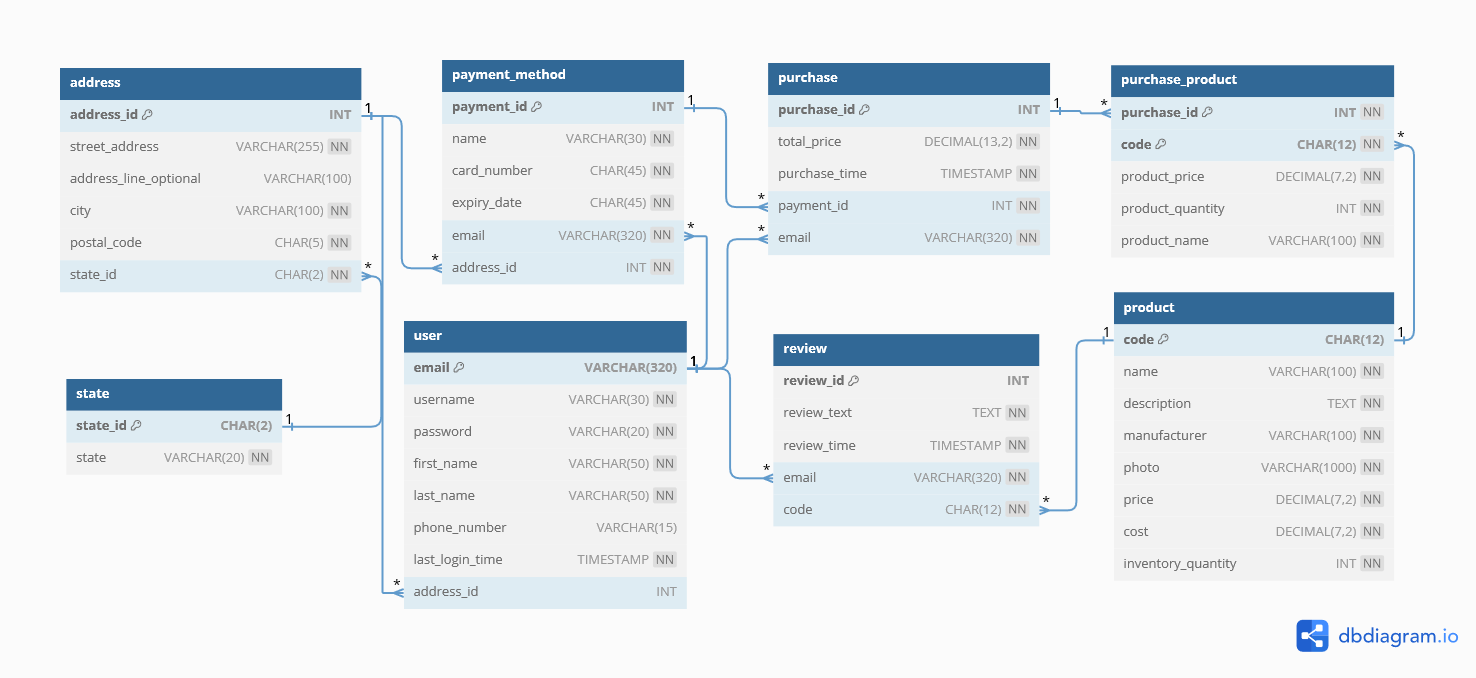 address
address_id INT
street_address VARCHAR(255) NN
address_line_optional VARCHAR(100)
city VARCHAR(100) NN
postal_code CHAR(5) NN
state_id CHAR(2) NN
1
*
state
state_id CHAR(2)
state VARCHAR(20) NN
1
payment_method
payment_id INT
name VARCHAR(30) NN
card_number CHAR(45) NN
expiry_date CHAR(45) NN
email VARCHAR(320) NN
address_id INT NN
1
*
*
user
email VARCHAR(320)
username VARCHAR(30) NN
password VARCHAR(20) NN
first_name VARCHAR(50) NN
last_name VARCHAR(50) NN
phone_number VARCHAR(15)
last_login_time TIMESTAMP NN
address_id INT
1
*
purchase
purchase_id INT
total_price DECIMAL(13,2) NN
purchase_time TIMESTAMP NN
payment_id INT NN
email VARCHAR(320) NN
1
*
*
review
review_id INT
review_text TEXT NN
review_time TIMESTAMP NN
email VARCHAR(320) NN
code CHAR(12) NN
*
*
purchase_product
purchase_id INT NN
code CHAR(12) NN
product_price DECIMAL(7,2) NN
product_quantity INT NN
product_name VARCHAR(100) NN
*
*
product
code CHAR(12)
name VARCHAR(100) NN
description TEXT NN
manufacturer VARCHAR(100) NN
photo VARCHAR(1000) NN
price DECIMAL(7,2) NN
cost DECIMAL(7,2) NN
inventory_quantity INT NN
1
1
dbdiagram.io